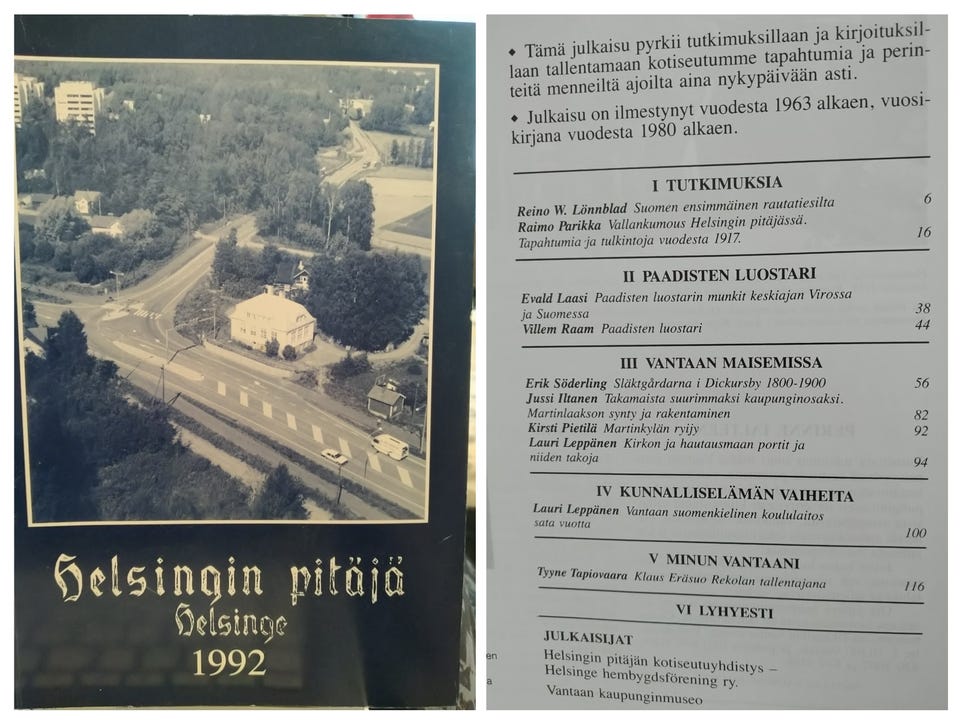 Helsingin pitäjä
Helsinge
1992
◆ Tämä julkaisu pyrkii tutkimuksillaan ja kirjoituksil-
laan tallentamaan kotiseutumme tapahtumia ja perin-
teitä menneiltä ajoilta aina nykypäivään asti.
◆ Julkaisu on ilmestynyt vuodesta 1963 alkaen, vuosi-
kirjana vuodesta 1980 alkaen.
I TUTKIMUKSIA
Reino W. Lönnblad Suomen ensimmäinen rautatiesilta 6
Raimo Parikka Vallankumous Helsingin pitäjässä.
Tapahtumia ja tulkintoja vuodesta 1917. 16
II PAADISTEN LUOSTARI
Evald Laasi Paadisten luostarin munkit keskiajan Virossa
ja Suomessa 38
Villem Raam Paadisten luostari 44
III VANTAAN MAISEMISSA
Erik Söderling Släktgårdarna i Dickursby 1800-1900 56
Jussi Iltanen Takamaista suurimmaksi kaupunginosaksi.
Martinlaakson synty ja rakentaminen 82
Kirsti Pietilä Martinkylän ryijy 92
Lauri Leppänen Kirkon ja hautausmaan portit ja
niiden takoja 94
IV KUNNALLISELÄMÄN VAIHEITA
Lauri Leppänen Vantaan suomenkielinen koululaitos
sata vuotta 100
V MINUN VANTAANI
Tyyne Tapiovaara Klaus Eräsuo Rekolan tallentajana 116
VI LYHYESTI
JULKAISIJAT
Helsingin pitäjän kotiseutuyhdistys –
Helsinge hembygdsförening ry.
Vantaan kaupunginmuseo